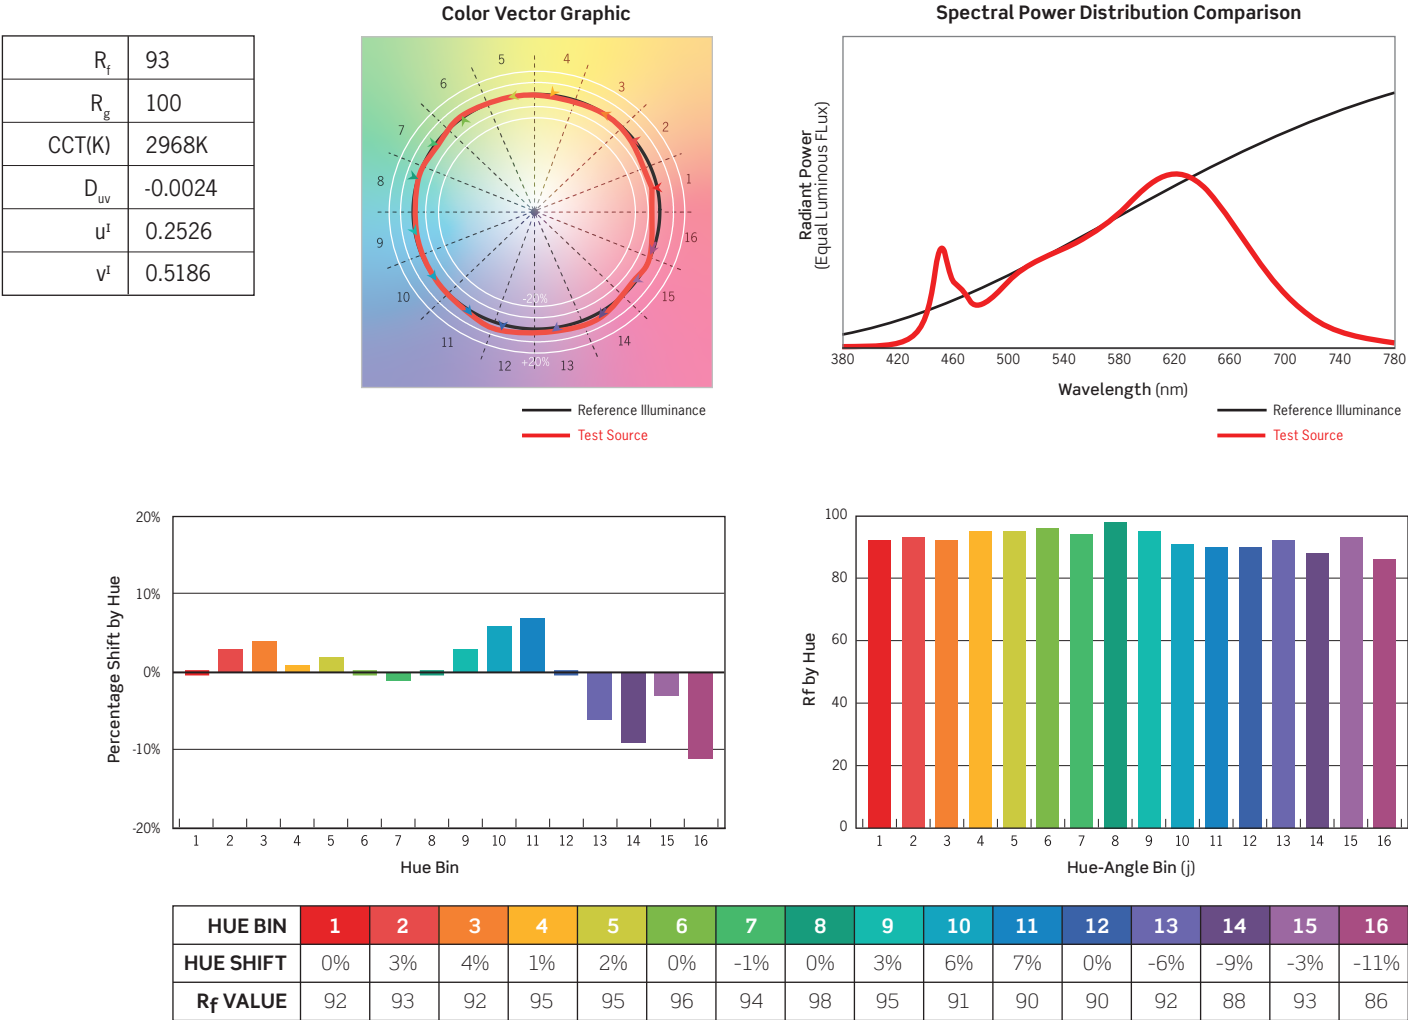 Color Vector Graphic
Spectral Power Distribution Comparison
Rf 93
Rg 100
CCT(K) 2968K
Duv -0.0024
uᴵ 0.2526
vᴵ 0.5186
5 4
6 3
7 2
8 1
9 16
10 15
11 14
12 13
-20%
+20%
Reference Illuminance
Test Source
Radiant Power
(Equal Luminous FLux)
380 420 460 500 540 580 620 660 700 740 780
Wavelength (nm)
Reference Illuminance
Test Source
Percentage Shift by Hue
20%
10%
0%
-10%
-20%
1 2 3 4 5 6 7 8 9 10 11 12 13 14 15 16
Hue Bin
Rf by Hue
100
80
60
40
20
0
1 2 3 4 5 6 7 8 9 10 11 12 13 14 15 16
Hue-Angle Bin (j)
HUE BIN 1 2 3 4 5 6 7 8 9 10 11 12 13 14 15 16
HUE SHIFT 0% 3% 4% 1% 2% 0% -1% 0% 3% 6% 7% 0% -6% -9% -3% -11%
Rf VALUE 92 93 92 95 95 96 94 98 95 91 90 90 92 88 93 86